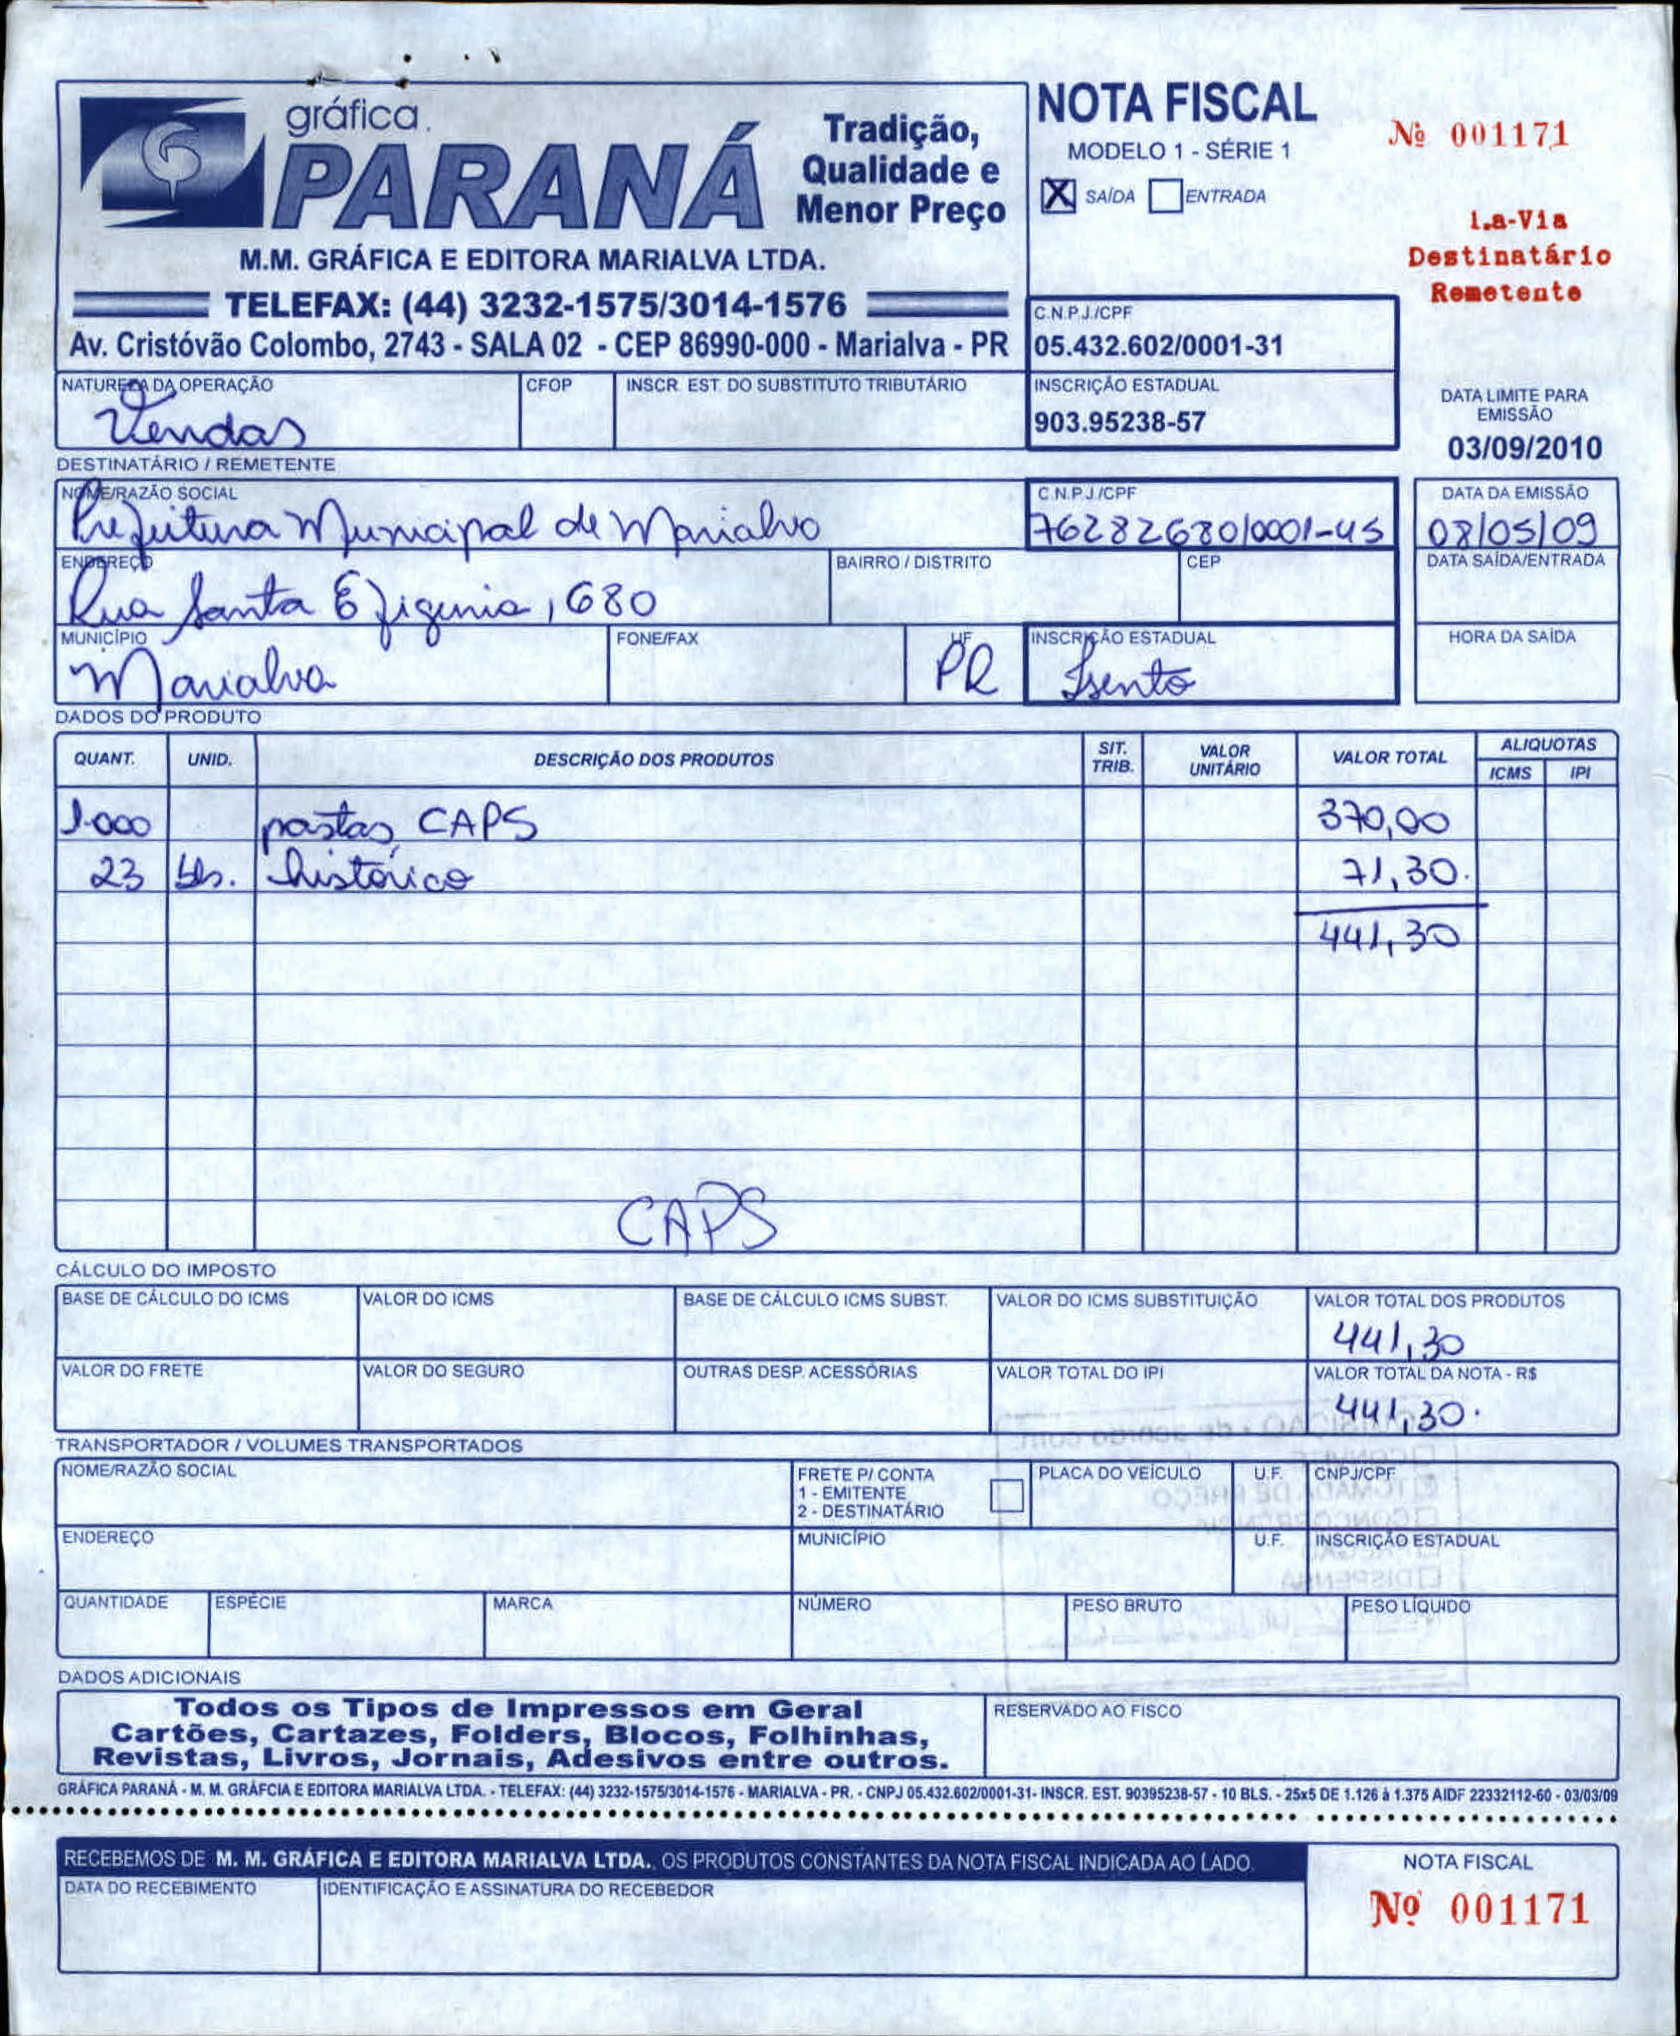 gráfica
PARANÁ
Tradição,
Qualidade e
Menor Preço
M.M. GRÁFICA E EDITORA MARIALVA LTDA.
TELEFAX: (44) 3232-1575/3014-1576
Av. Cristóvão Colombo, 2743 - SALA 02 - CEP 86990-000 - Marialva - PR
NOTA FISCAL
MODELO 1 - SÉRIE 1
X SAÍDA ENTRADA
Nº 001171
1.a-Via
Destinatário
Remetente
C.N.P.J./CPF
05.432.602/0001-31
INSCRIÇÃO ESTADUAL
903.95238-57
DATA LIMITE PARA
EMISSÃO
03/09/2010
NATUREZA DA OPERAÇÃO CFOP INSCR. EST. DO SUBSTITUTO TRIBUTÁRIO
Vendas
DESTINATÁRIO / REMETENTE
NOME/RAZÃO SOCIAL C.N.P.J./CPF DATA DA EMISSÃO
Prefeitura Municipal de Marialva 76282680/0001-45 08/05/09
ENDEREÇO BAIRRO / DISTRITO CEP DATA SAÍDA/ENTRADA
Rua Santa Efigenia, 680
MUNICÍPIO FONE/FAX UF INSCRIÇÃO ESTADUAL HORA DA SAÍDA
Marialva PR Isento
DADOS DO PRODUTO
QUANT. UNID. DESCRIÇÃO DOS PRODUTOS SIT. TRIB. VALOR UNITÁRIO VALOR TOTAL ALIQUOTAS
ICMS IPI
1.000 pastas CAPS 370,00
23 bls. histórico 71,30.
441,30
CAPS
CÁLCULO DO IMPOSTO
BASE DE CÁLCULO DO ICMS VALOR DO ICMS BASE DE CÁLCULO ICMS SUBST. VALOR DO ICMS SUBSTITUIÇÃO VALOR TOTAL DOS PRODUTOS
441,30
VALOR DO FRETE VALOR DO SEGURO OUTRAS DESP. ACESSÓRIAS VALOR TOTAL DO IPI VALOR TOTAL DA NOTA - R$
441,30.
TRANSPORTADOR / VOLUMES TRANSPORTADOS
NOME/RAZÃO SOCIAL FRETE P/ CONTA PLACA DO VEÍCULO U.F. CNPJ/CPF
1 - EMITENTE
2 - DESTINATÁRIO
ENDEREÇO MUNICÍPIO U.F. INSCRIÇÃO ESTADUAL
QUANTIDADE ESPÉCIE MARCA NÚMERO PESO BRUTO PESO LÍQUIDO
DADOS ADICIONAIS
Todos os Tipos de Impressos em Geral
Cartões, Cartazes, Folders, Blocos, Folhinhas,
Revistas, Livros, Jornais, Adesivos entre outros.
RESERVADO AO FISCO
GRÁFICA PARANÁ - M. M. GRÁFCIA E EDITORA MARIALVA LTDA. - TELEFAX: (44) 3232-1575/3014-1576 - MARIALVA - PR. - CNPJ 05.432.602/0001-31- INSCR. EST. 90395238-57 - 10 BLS. - 25x5 DE 1.126 à 1.375 AIDF 22332112-60 - 03/03/09
RECEBEMOS DE M. M. GRÁFICA E EDITORA MARIALVA LTDA., OS PRODUTOS CONSTANTES DA NOTA FISCAL INDICADA AO LADO.
DATA DO RECEBIMENTO IDENTIFICAÇÃO E ASSINATURA DO RECEBEDOR
NOTA FISCAL
Nº 001171